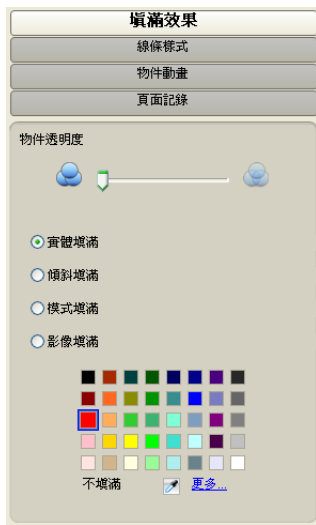 填滿效果
線條樣式
物件動畫
頁面記錄
物件透明度
實體填滿
傾斜填滿
模式填滿
影像填滿
不填滿 更多...